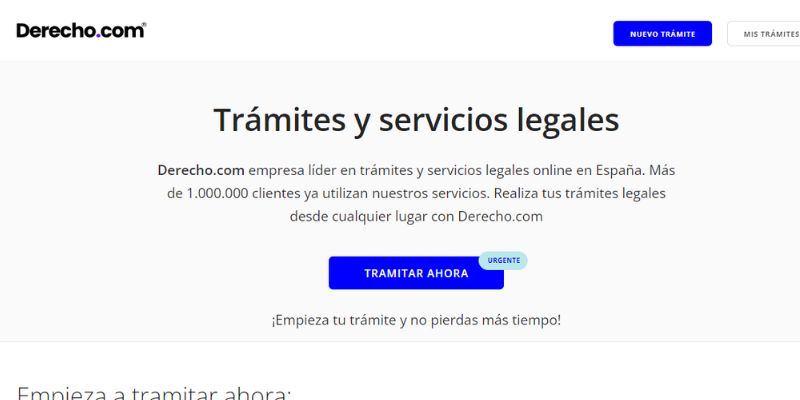 Derecho.com®
NUEVO TRÁMITE
MIS TRÁMITES
Trámites y servicios legales
Derecho.com empresa líder en trámites y servicios legales online en España. Más
de 1.000.000 clientes ya utilizan nuestros servicios. Realiza tus trámites legales
desde cualquier lugar con Derecho.com
URGENTE
TRAMITAR AHORA
¡Empieza tu trámite y no pierdas más tiempo!
Empieza a tramitar ahora: